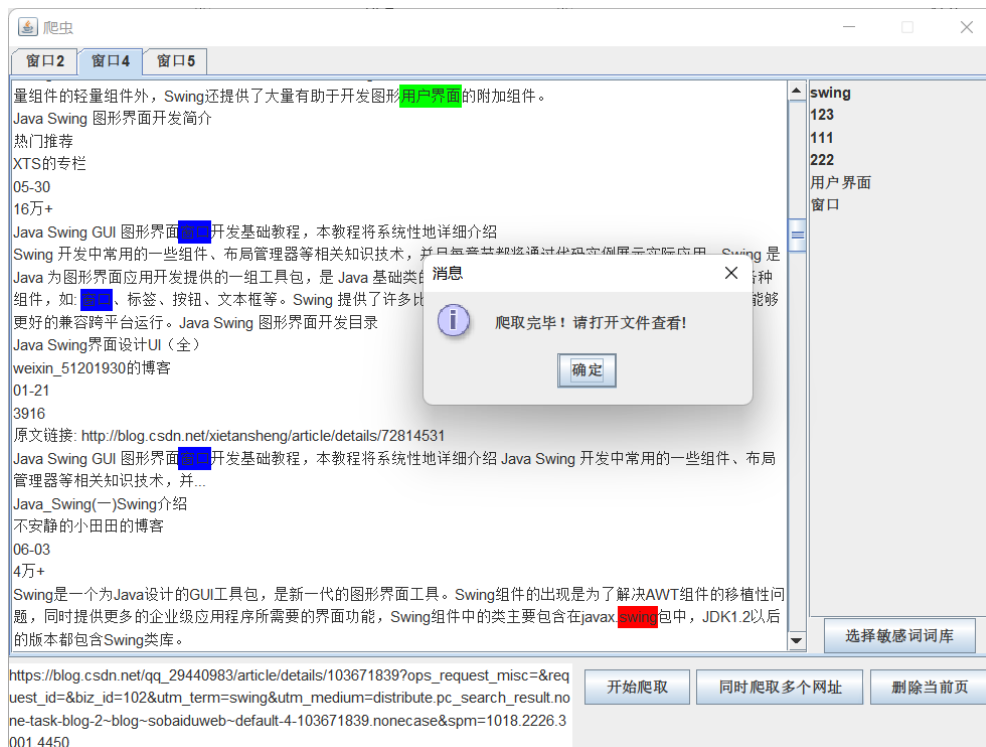 爬虫
窗口2 窗口4 窗口5
量组件的轻量组件外，Swing还提供了大量有助于开发图形用户界面的附加组件。
Java Swing 图形界面开发简介
热门推荐
XTS的专栏
05-30
16万+
Java Swing GUI 图形界面窗口开发基础教程，本教程将系统性地详细介绍
Swing 开发中常用的一些组件、布局管理器等相关知识技术，并且每章节都将通过代码实例展示实际应用。Swing 是
Java 为图形界面应用开发提供的一组工具包，是 Java 基础类的 各种
组件，如: 窗口、标签、按钮、文本框等。Swing 提供了许多比 能够
更好的兼容跨平台运行。Java Swing 图形界面开发目录
Java Swing界面设计UI（全）
weixin_51201930的博客
01-21
3916
原文链接: http://blog.csdn.net/xietansheng/article/details/72814531
Java Swing GUI 图形界面窗口开发基础教程，本教程将系统性地详细介绍 Java Swing 开发中常用的一些组件、布局
管理器等相关知识技术，并...
Java_Swing(一)Swing介绍
不安静的小田田的博客
06-03
4万+
Swing是一个为Java设计的GUI工具包，是新一代的图形界面工具。Swing组件的出现是为了解决AWT组件的移植性问
题，同时提供更多的企业级应用程序所需要的界面功能，Swing组件中的类主要包含在javax.swing包中，JDK1.2以后
的版本都包含Swing类库。
swing
123
111
222
用户界面
窗口
选择敏感词词库
消息
爬取完毕！请打开文件查看!
确定
https://blog.csdn.net/qq_29440983/article/details/103671839?ops_request_misc=&req
uest_id=&biz_id=102&utm_term=swing&utm_medium=distribute.pc_search_result.no
ne-task-blog-2~blog~sobaiduweb~default-4-103671839.nonecase&spm=1018.2226.3
001.4450
开始爬取 同时爬取多个网址 删除当前页